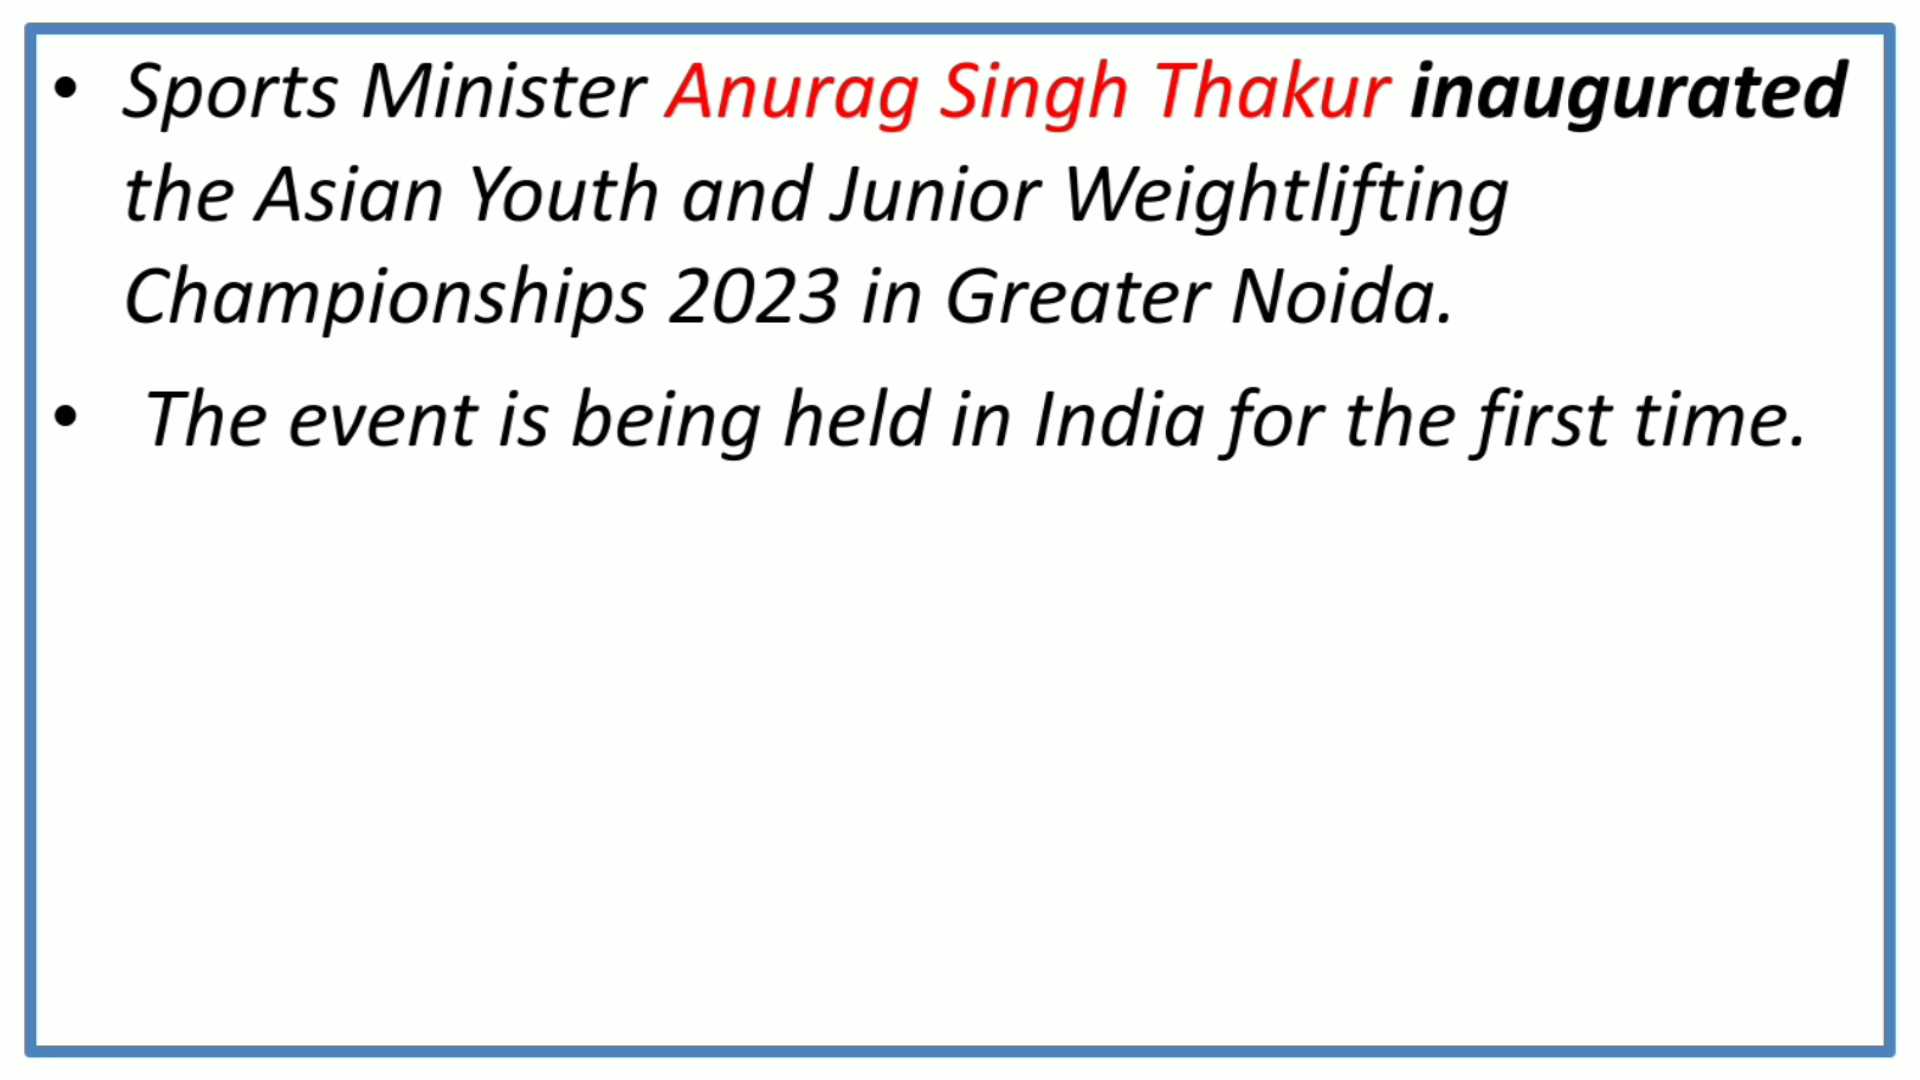 • Sports Minister Anurag Singh Thakur inaugurated
the Asian Youth and Junior Weightlifting
Championships 2023 in Greater Noida.
• The event is being held in India for the first time.